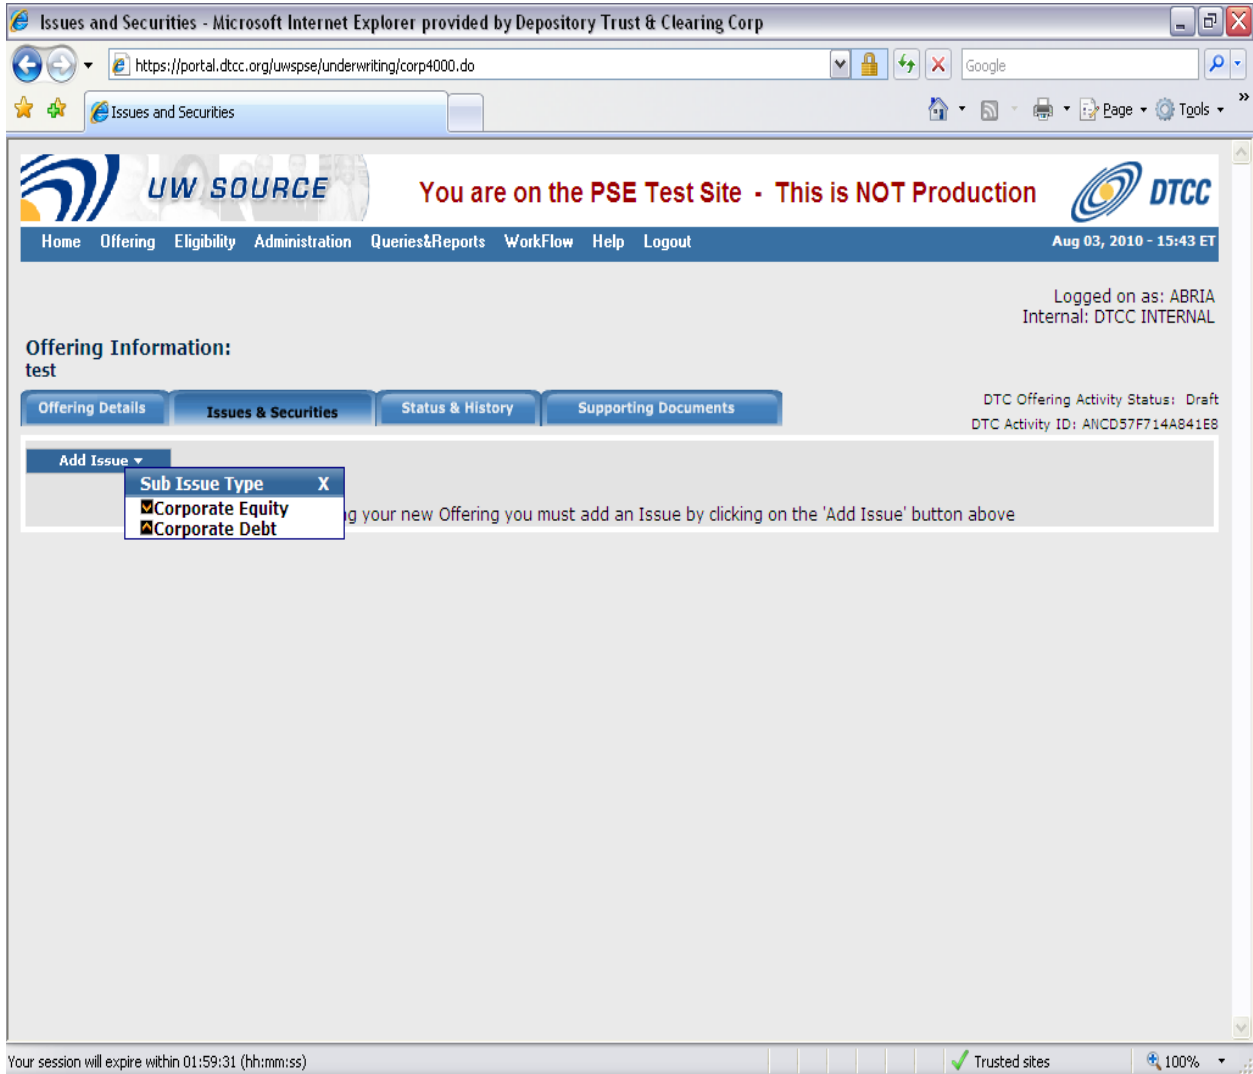 Issues and Securities - Microsoft Internet Explorer provided by Depository Trust & Clearing Corp
https://portal.dtcc.org/uwspse/underwriting/corp4000.do
Google
Issues and Securities
Page
Tools
UW SOURCE
You are on the PSE Test Site - This is NOT Production
DTCC
Home Offering Eligibility Administration Queries&Reports WorkFlow Help Logout
Aug 03, 2010 - 15:43 ET
Logged on as: ABRIA
Internal: DTCC INTERNAL
Offering Information:
test
Offering Details
Issues & Securities
Status & History
Supporting Documents
DTC Offering Activity Status: Draft
DTC Activity ID: ANCD57F714A841E8
Add Issue
Sub Issue Type X
Corporate Equity
Corporate Debt
your new Offering you must add an Issue by clicking on the 'Add Issue' button above
Your session will expire within 01:59:31 (hh:mm:ss)
Trusted sites
100%